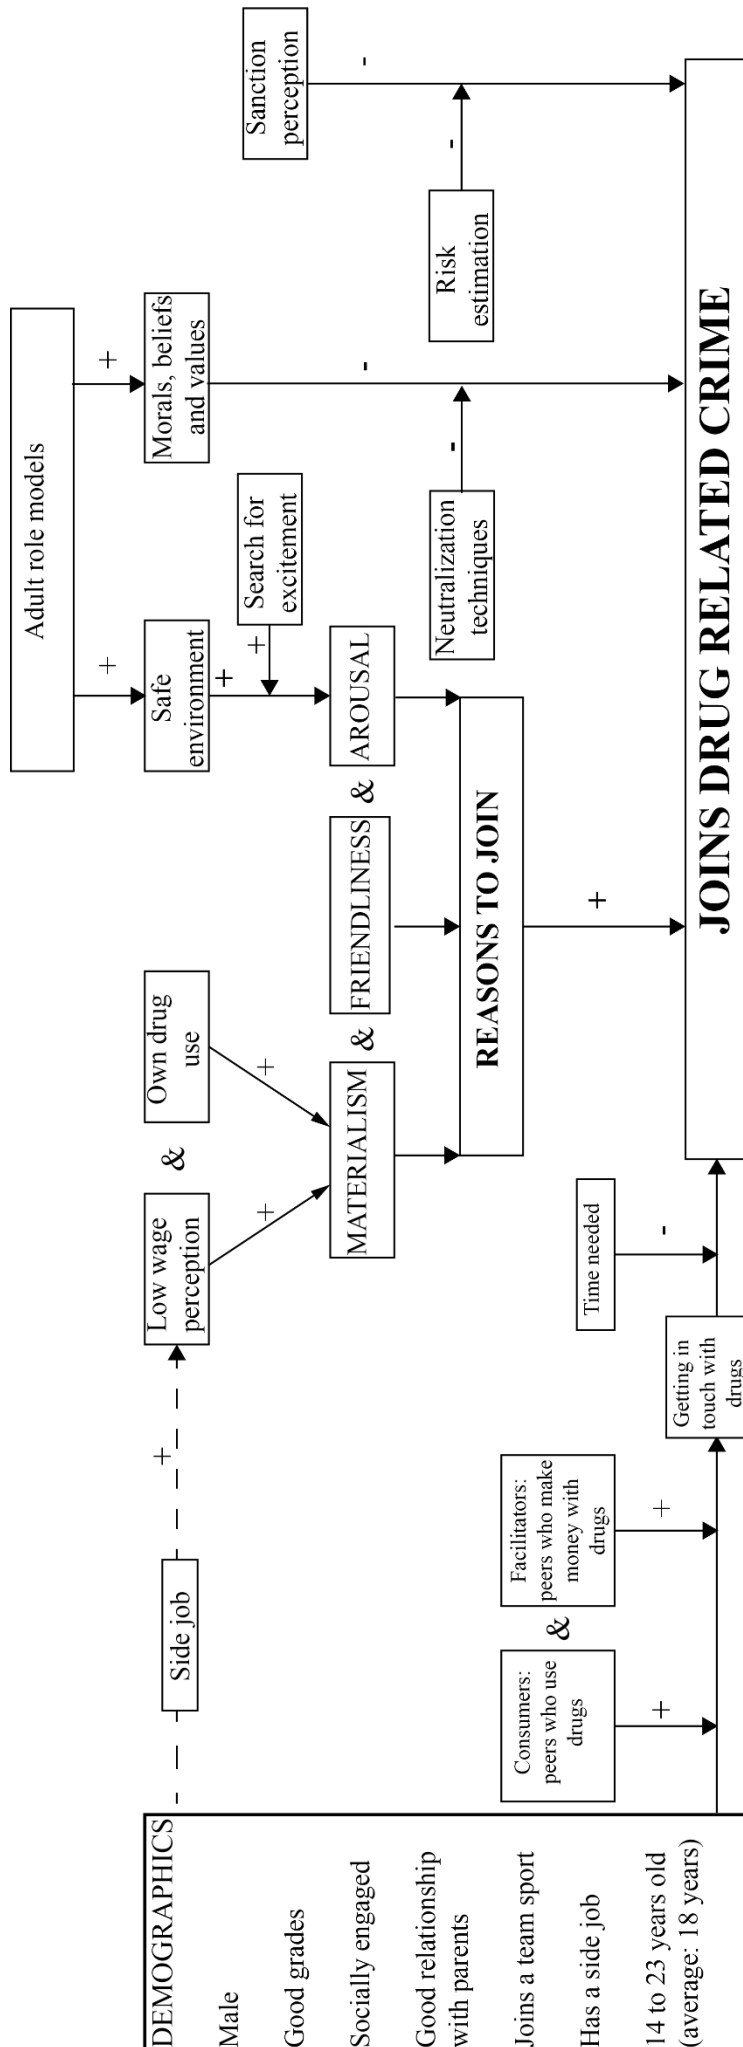 Adult role models
+
+
DEMOGRAPHICS
Male
Good grades
Socially engaged
Good relationship
with parents
Joins a team sport
Has a side job
14 to 23 years old
(average: 18 years)
Side job
+
Low wage
perception
&
Own drug
use
Safe
environment
Morals, beliefs
and values
Sanction
perception
+
+
+
+
Search for
excitement
-
-
MATERIALISM
&
FRIENDLINESS
&
AROUSAL
Neutralization
techniques
-
Risk
estimation
-
REASONS TO JOIN
+
Consumers:
peers who use
drugs
&
Facilitators:
peers who make
money with
drugs
Time needed
+
+
-
Getting in
touch with
drugs
JOINS DRUG RELATED CRIME